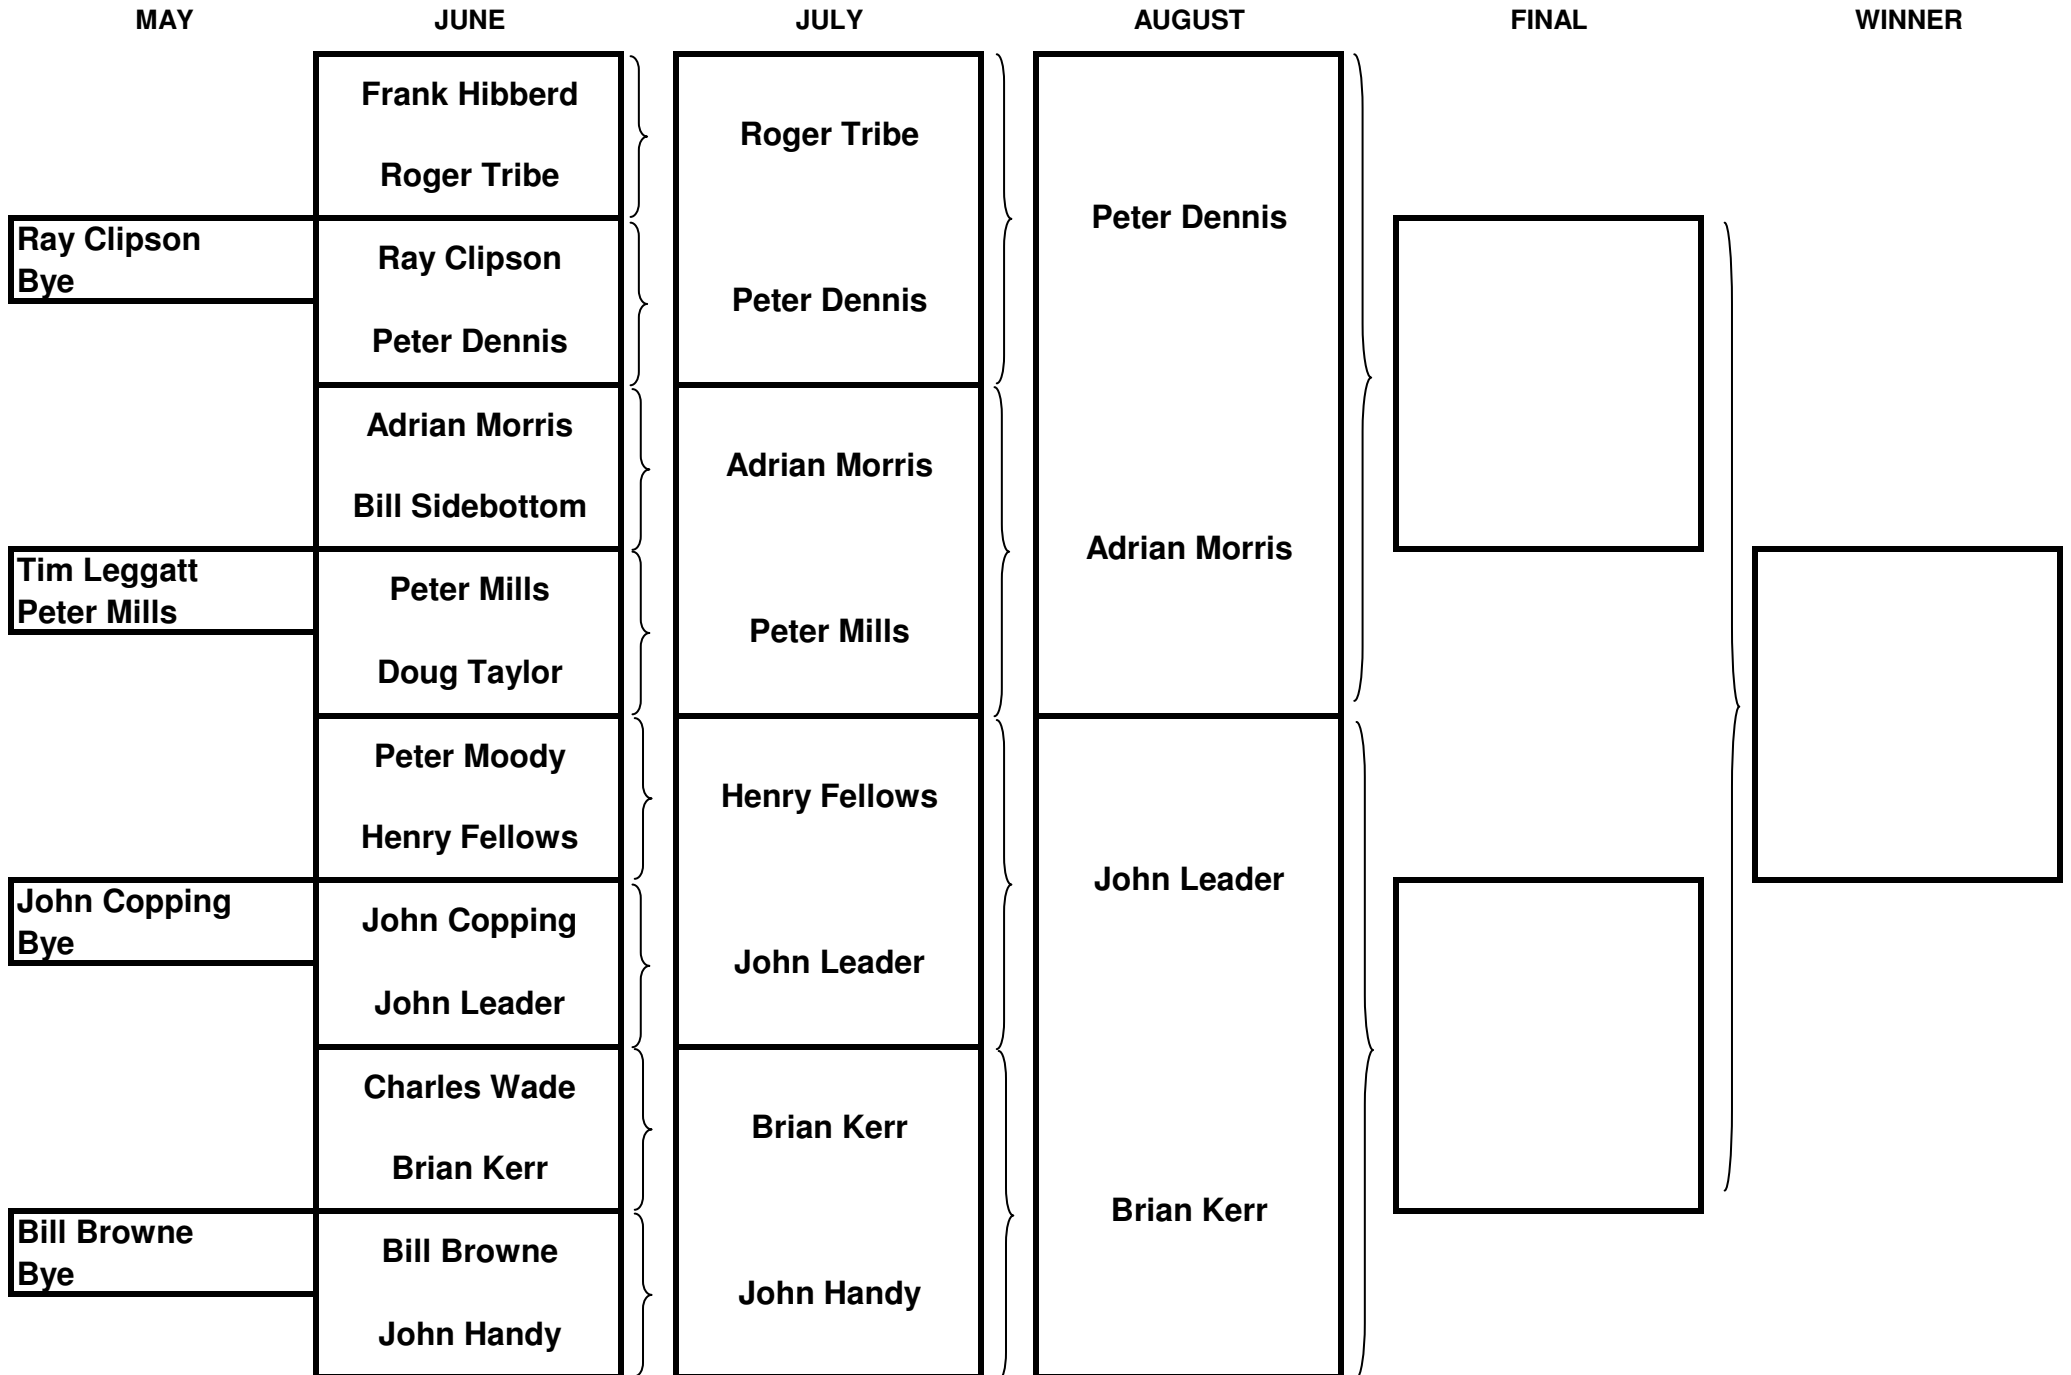 MAY
JUNE
JULY
AUGUST
FINAL
WINNER
Ray Clipson
Bye
Tim Leggatt
Peter Mills
John Copping
Bye
Bill Browne
Bye
Frank Hibberd
Roger Tribe
Ray Clipson
Peter Dennis
Adrian Morris
Bill Sidebottom
Peter Mills
Doug Taylor
Peter Moody
Henry Fellows
John Copping
John Leader
Charles Wade
Brian Kerr
Bill Browne
John Handy
Roger Tribe
Peter Dennis
Adrian Morris
Peter Mills
Henry Fellows
John Leader
Brian Kerr
John Handy
Peter Dennis
Adrian Morris
John Leader
Brian Kerr